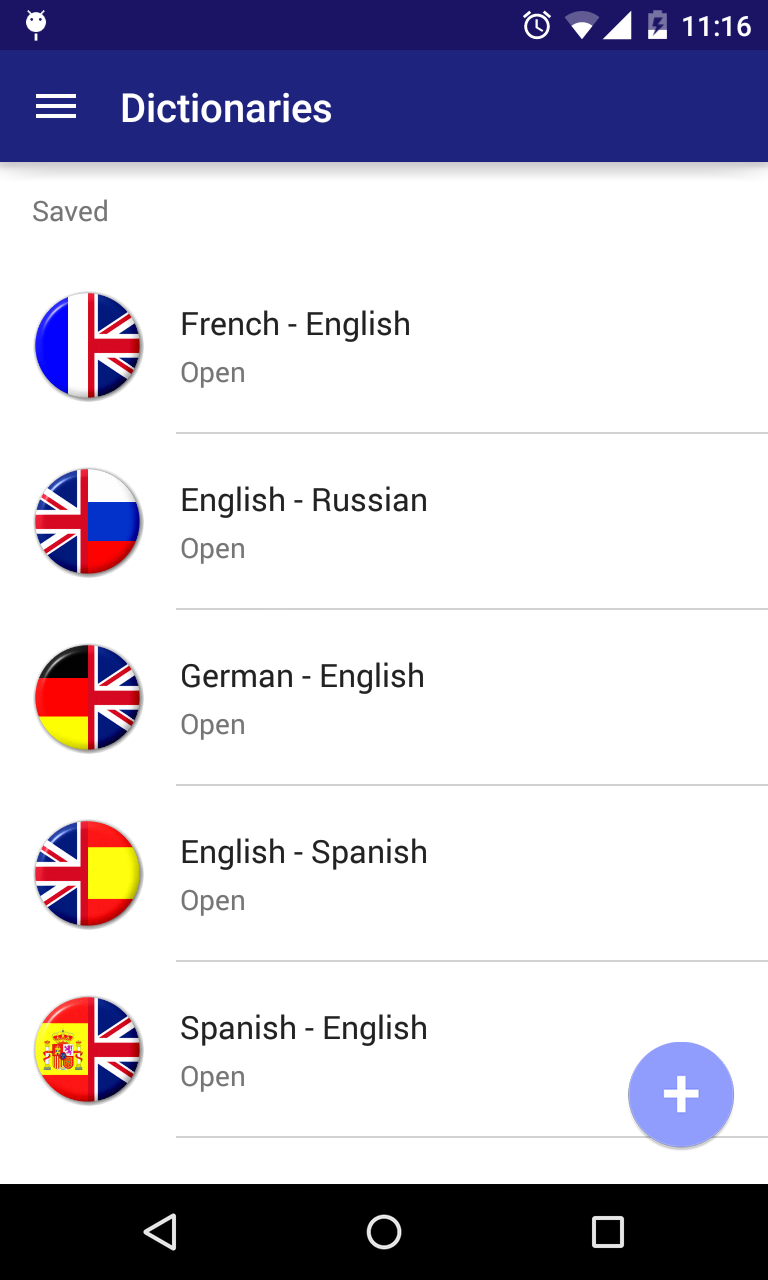 11:16
Dictionaries
Saved
French - English
Open
English - Russian
Open
German - English
Open
English - Spanish
Open
Spanish - English
Open